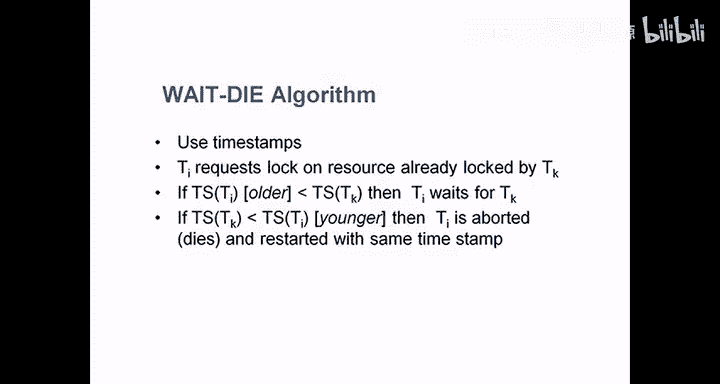 bilibili
WAIT-DIE Algorithm
• Use timestamps
• Ti requests lock on resource already locked by Tk
• If TS(Ti) [older] < TS(Tk) then Ti waits for Tk
• If TS(Tk) < TS(Ti) [younger] then Ti is aborted
(dies) and restarted with same time stamp